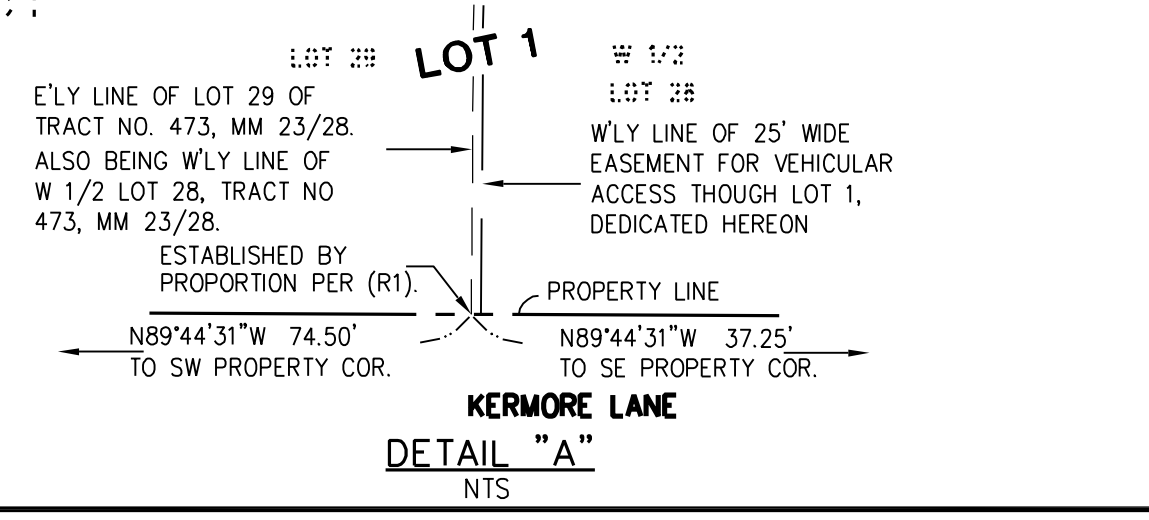 LOT 29
LOT 1
W 1/2
LOT 28
E'LY LINE OF LOT 29 OF
TRACT NO. 473, MM 23/28.
ALSO BEING W'LY LINE OF
W 1/2 LOT 28, TRACT NO
473, MM 23/28.
W'LY LINE OF 25' WIDE
EASEMENT FOR VEHICULAR
ACCESS THOUGH LOT 1,
DEDICATED HEREON
ESTABLISHED BY
PROPORTION PER (R1).
PROPERTY LINE
N89°44'31"W 74.50'
TO SW PROPERTY COR.
N89°44'31"W 37.25'
TO SE PROPERTY COR.
KERMORE LANE
DETAIL "A"
NTS